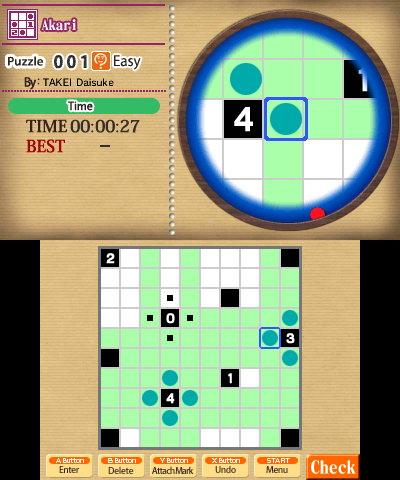 Akari
Puzzle 001 Easy
By: TAKEI Daisuke
Time
TIME 00:00:27
BEST –
1
4
2
0
3
1
4
A Button B Button Y Button X Button START
Enter Delete AttachMark Undo Menu Check